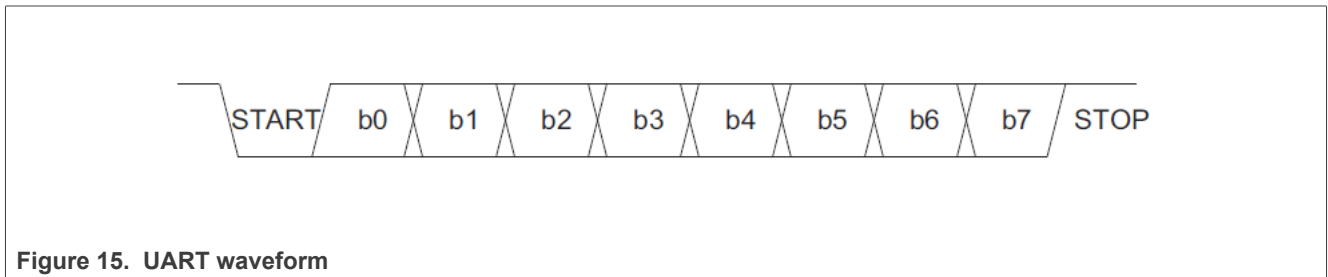 START b0 b1 b2 b3 b4 b5 b6 b7 STOP
Figure 15. UART waveform